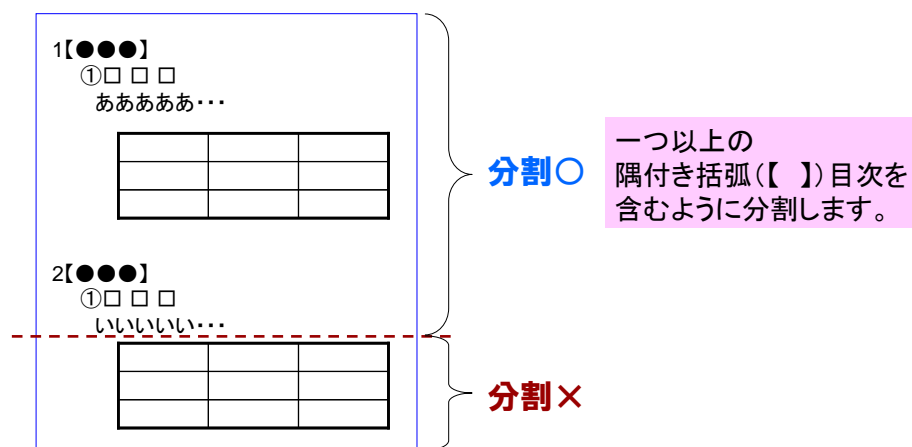 1【●●●】
①□ □ □
あああああ・・・
分割○
一つ以上の
隅付き括弧(【 】)目次を
含むように分割します。
2【●●●】
①□ □ □
いいいいい・・・
分割×